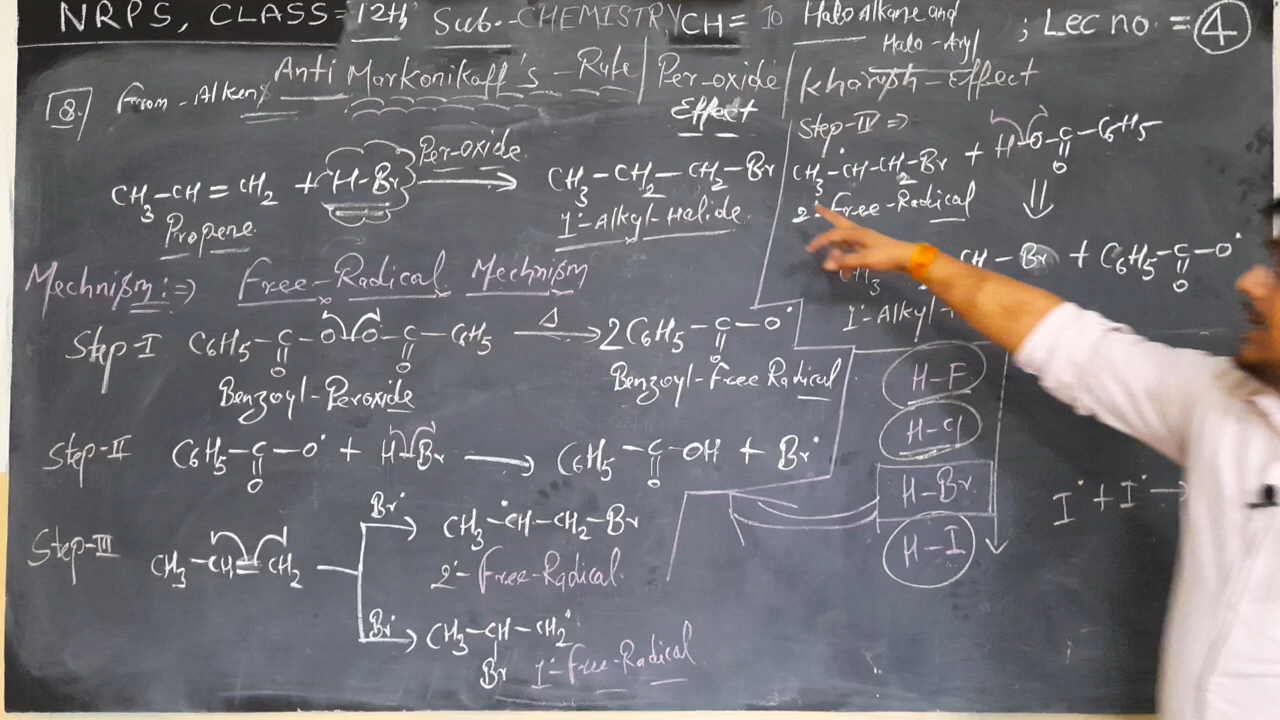 NRPS, CLASS=12th Sub.-CHEMISTRY, CH=10 Halo Alkane and
Halo-Aryl ; Lec no. = 4
8. From-Alkene Anti Markonikoff's-Rule/Per-oxide
Effect
Kharash-Effect
CH3-CH=CH2 + H-Br Per-oxide → CH3-CH2-CH2-Br
Propene
1°-Alkyl-Halide
Mechnism:⇒ Free-Radical Mechnism
Step-I C6H5-C-O-O-C-C6H5 Δ → 2C6H5-C-O•
O O O
Benzoyl-Peroxide
Benzoyl-Free Radical
Step-II C6H5-C-O• + H-Br → C6H5-C-OH + Br•
O O
Step-III CH3-CH=CH2
Br• → CH3-•CH-CH2-Br
2°-Free-Radical
Br• → CH3-CH-CH2•
Br 1°-Free-Radical
Step-IV ⇒
CH3-•CH-CH2-Br + H-O-C-C6H5
O
2°-Free-Radical
⇓
CH3 CH-Br + C6H5-C-O•
O
1°-Alkyl-
H-F
H-Cl
H-Br
H-I
I• + I• →